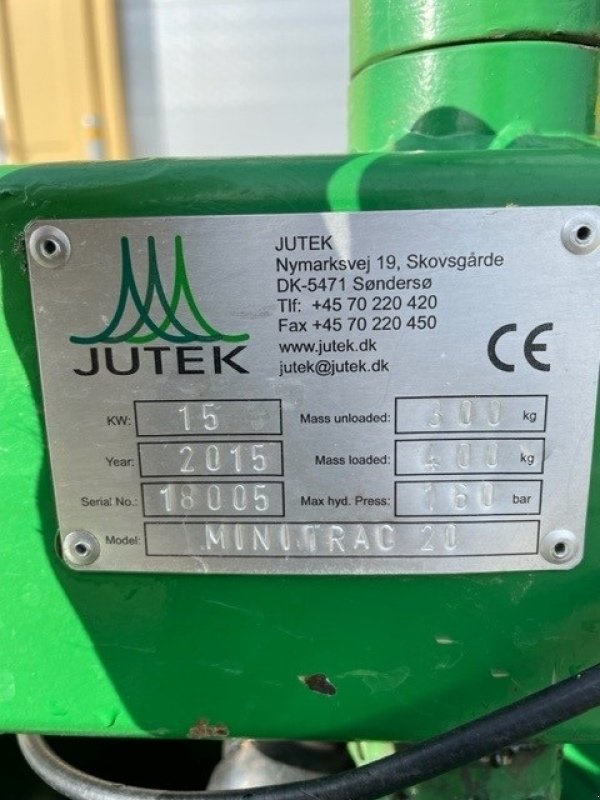 JUTEK
JUTEK
Nymarksvej 19, Skovsgårde
DK-5471 Søndersø
Tlf: +45 70 220 420
Fax +45 70 220 450
www.jutek.dk
jutek@jutek.dk
CE
KW: 15 Mass unloaded: 300 kg
Year: 2015 Mass loaded: 400 kg
Serial No.: 18005 Max hyd. Press: 160 bar
Model: MINITRAC 20